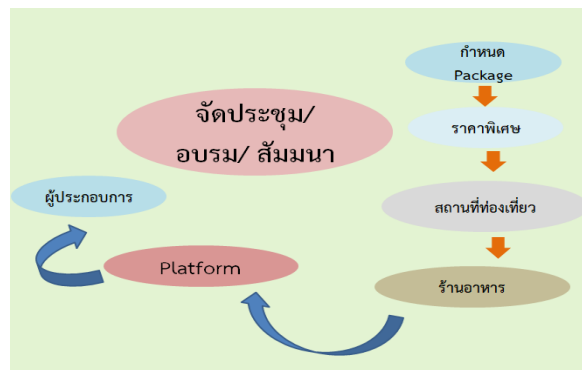 กำหนด
Package
จัดประชุม/
อบรม/ สัมมนา
ราคาพิเศษ
ผู้ประกอบการ
สถานที่ท่องเที่ยว
Platform
ร้านอาหาร